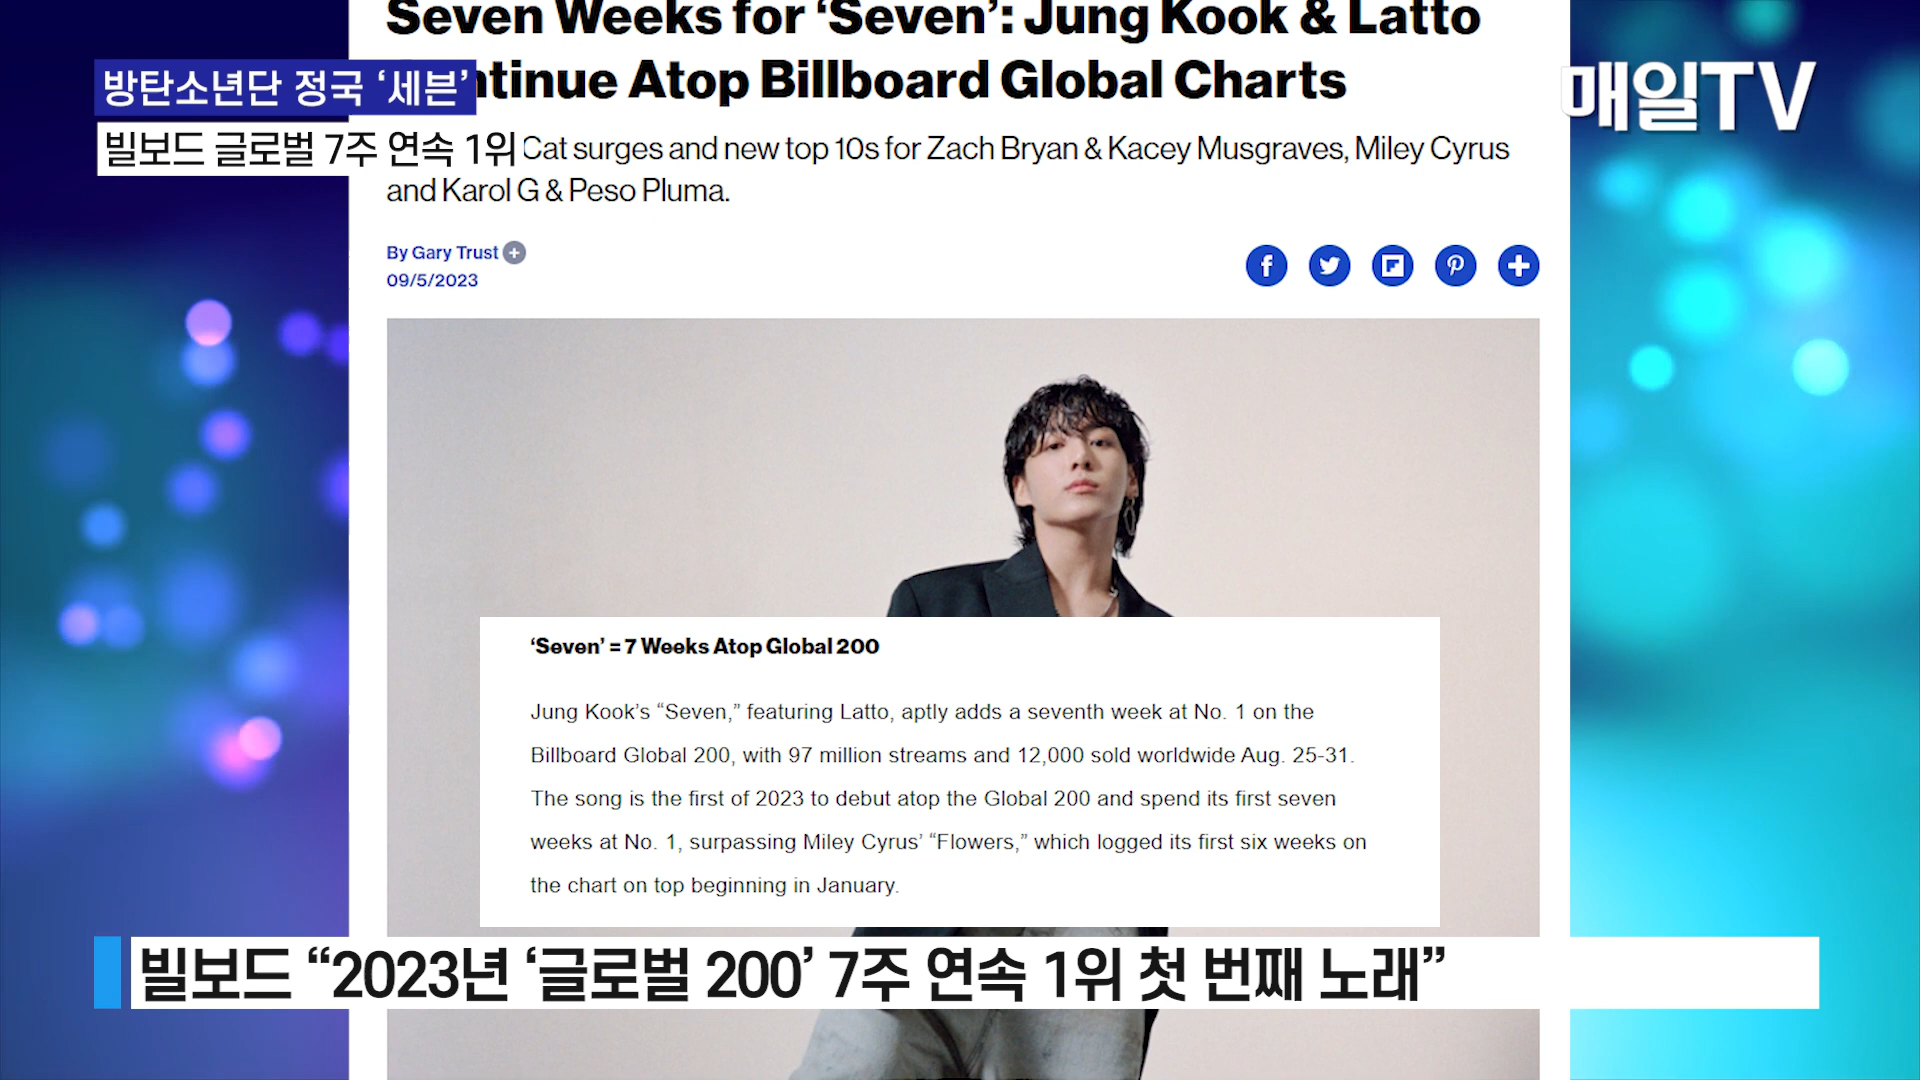 Seven Weeks for ‘Seven’: Jung Kook & Latto
방탄소년단 정국 ‘세븐’
ntinue Atop Billboard Global Charts
매일TV
빌보드 글로벌 7주 연속 1위
Cat surges and new top 10s for Zach Bryan & Kacey Musgraves, Miley Cyrus
and Karol G & Peso Pluma.
By Gary Trust +
09/5/2023
‘Seven’ = 7 Weeks Atop Global 200
Jung Kook’s “Seven,” featuring Latto, aptly adds a seventh week at No. 1 on the
Billboard Global 200, with 97 million streams and 12,000 sold worldwide Aug. 25-31.
The song is the first of 2023 to debut atop the Global 200 and spend its first seven
weeks at No. 1, surpassing Miley Cyrus’ “Flowers,” which logged its first six weeks on
the chart on top beginning in January.
빌보드 “2023년 ‘글로벌 200’ 7주 연속 1위 첫 번째 노래”